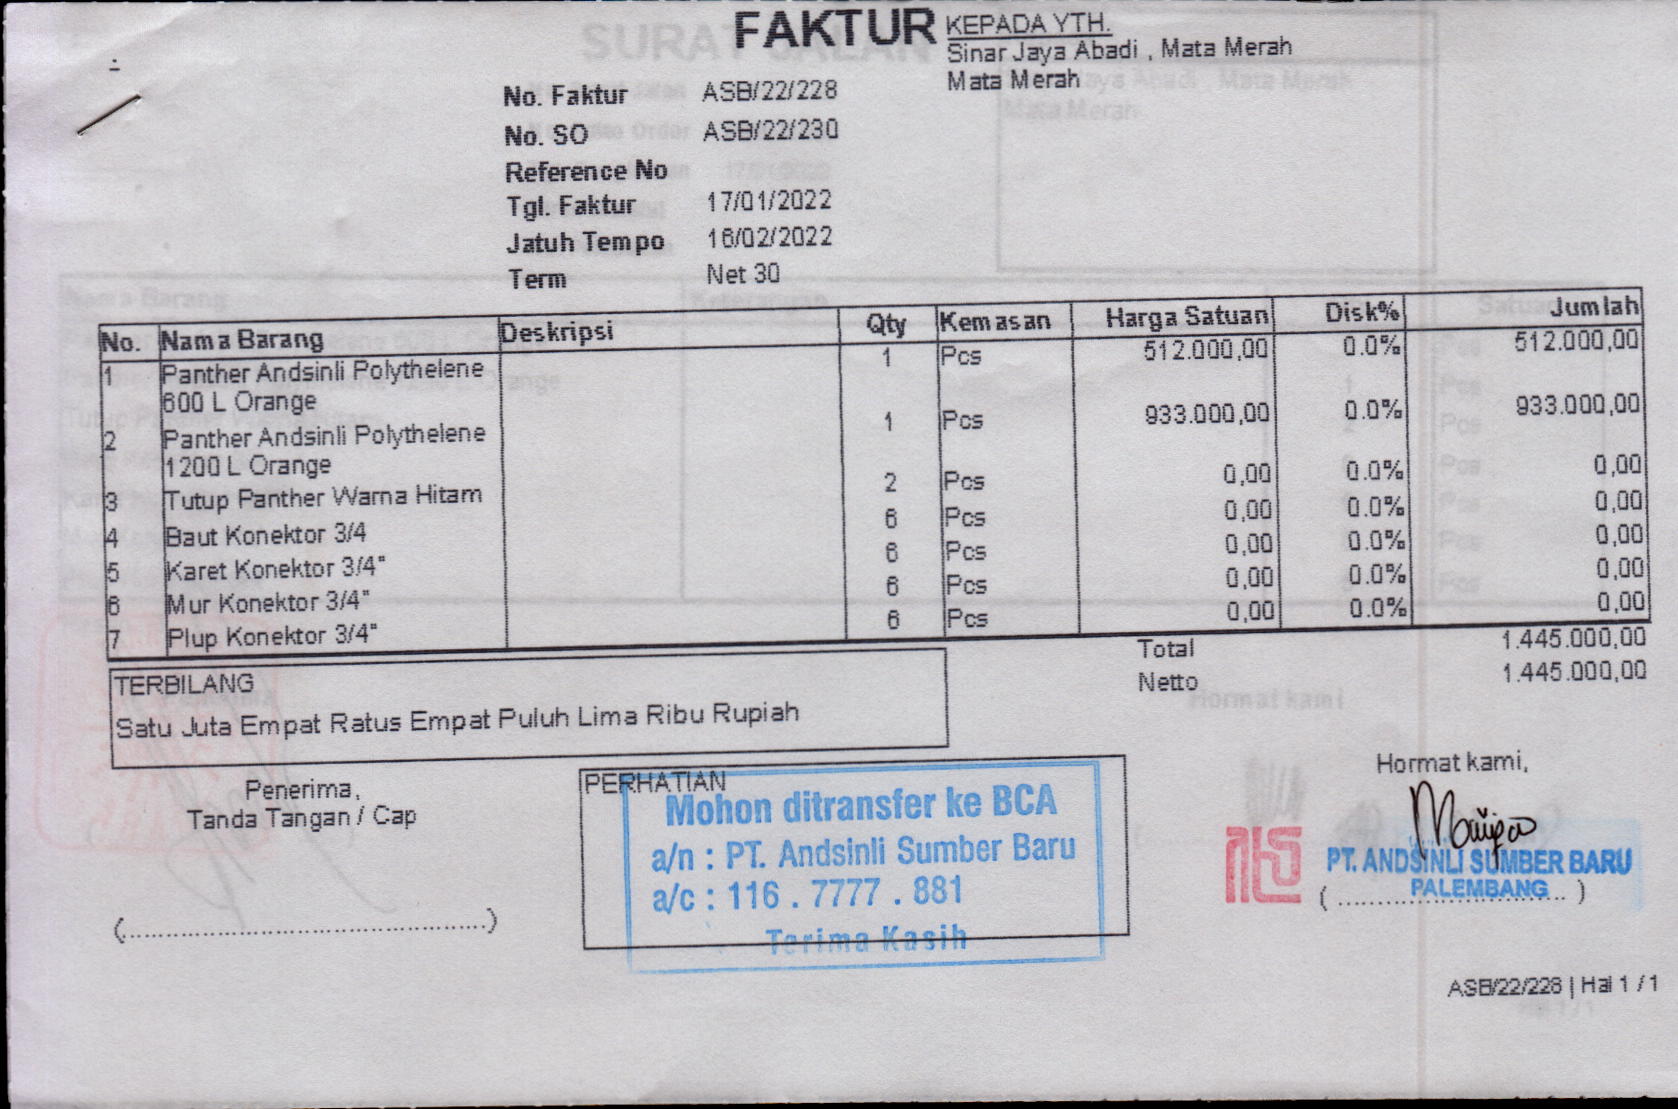 FAKTUR
KEPADA YTH.
Sinar Jaya Abadi , Mata Merah
Mata Merah
No. Faktur ASB/22/228
No. SO ASB/22/230
Reference No
Tgl. Faktur 17/01/2022
Jatuh Tempo 16/02/2022
Term Net 30
No. Nama Barang Deskripsi Qty Kemasan Harga Satuan Disk% Jumlah
1 Panther Andsinli Polythelene 1 Pcs 512.000,00 0.0% 512.000,00
600 L Orange
2 Panther Andsinli Polythelene 1 Pcs 933.000,00 0.0% 933.000,00
1200 L Orange
3 Tutup Panther Warna Hitam 2 Pcs 0,00 0.0% 0,00
4 Baut Konektor 3/4 6 Pcs 0,00 0.0% 0,00
5 Karet Konektor 3/4" 6 Pcs 0,00 0.0% 0,00
6 Mur Konektor 3/4" 6 Pcs 0,00 0.0% 0,00
7 Plup Konektor 3/4" 6 Pcs 0,00 0.0% 0,00
Total 1.445.000,00
Netto 1.445.000,00
TERBILANG
Satu Juta Empat Ratus Empat Puluh Lima Ribu Rupiah
Penerima,
Tanda Tangan / Cap
(................................................)
PERHATIAN
Mohon ditransfer ke BCA
a/n : PT. Andsinli Sumber Baru
a/c : 116 . 7777 . 881
Terima Kasih
Hormat kami,
PT. ANDSINLI SUMBER BARU
PALEMBANG
(..............................)
ASB/22/228 | Hal 1 / 1